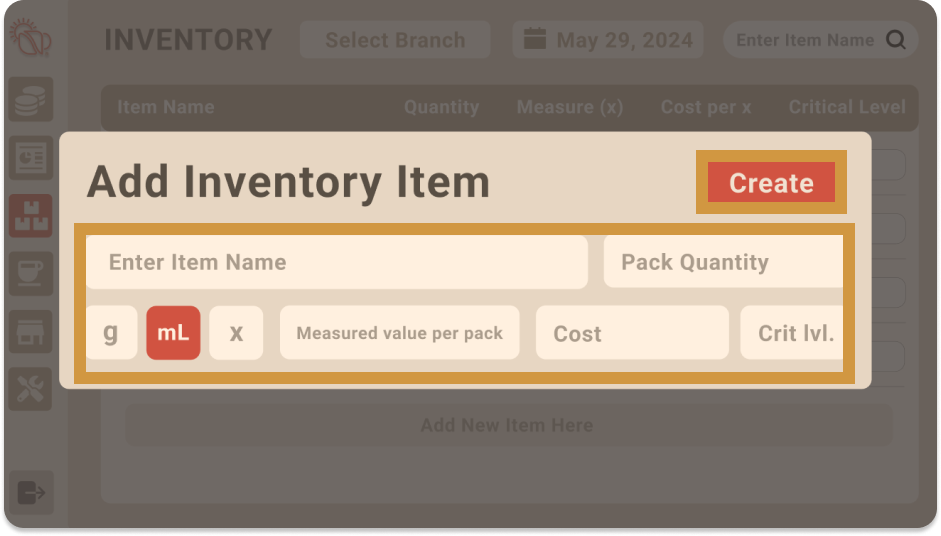 INVENTORY Select Branch May 29, 2024 Enter Item Name
Item Name Quantity Measure (x) Cost per x Critical Level
Add Inventory Item Create
Enter Item Name Pack Quantity
g mL x Measured value per pack Cost Crit lvl.
Add New Item Here